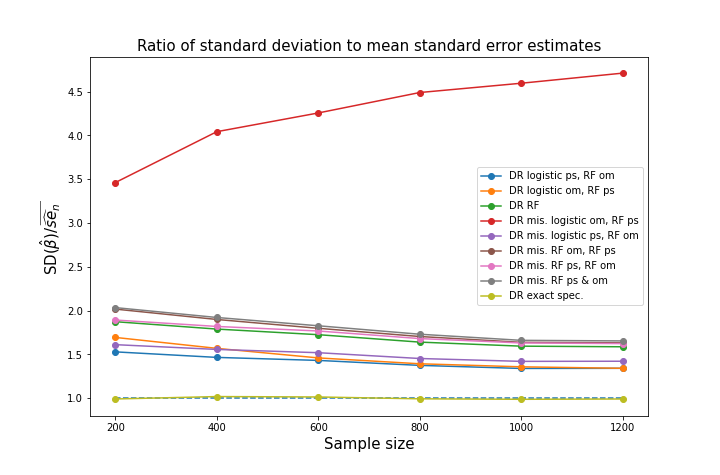 Ratio of standard deviation to mean standard error estimates
SD(β̂)/\overline{\widehat{se}_n}
4.5
4.0
3.5
3.0
2.5
2.0
1.5
1.0
DR logistic ps, RF om
DR logistic om, RF ps
DR RF
DR mis. logistic om, RF ps
DR mis. logistic ps, RF om
DR mis. RF om, RF ps
DR mis. RF ps, RF om
DR mis. RF ps & om
DR exact spec.
200 400 600 800 1000 1200
Sample size